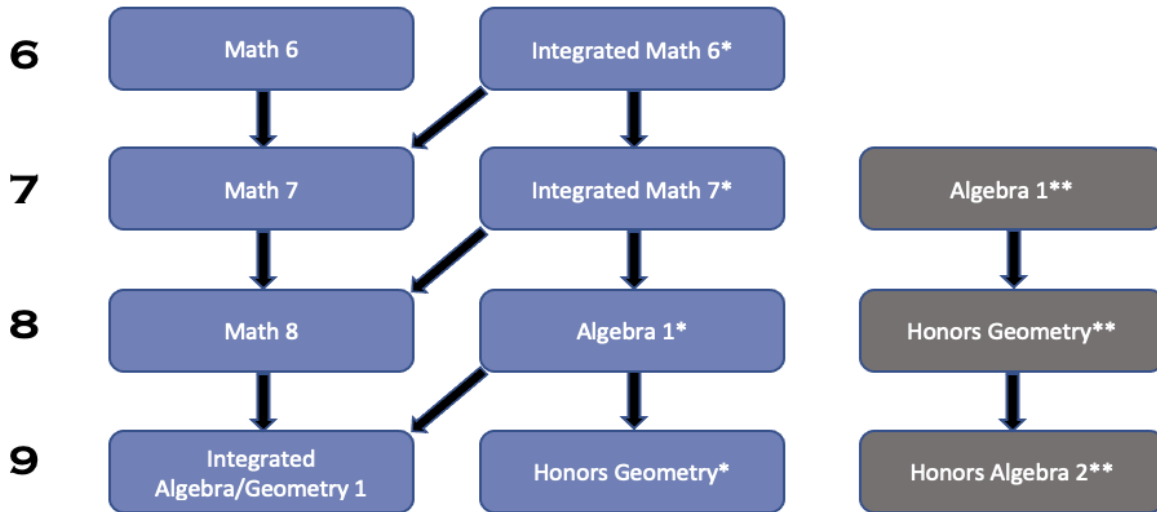 6
Math 6
Integrated Math 6*
7
Math 7
Integrated Math 7*
Algebra 1**
8
Math 8
Algebra 1*
Honors Geometry**
9
Integrated
Algebra/Geometry 1
Honors Geometry*
Honors Algebra 2**